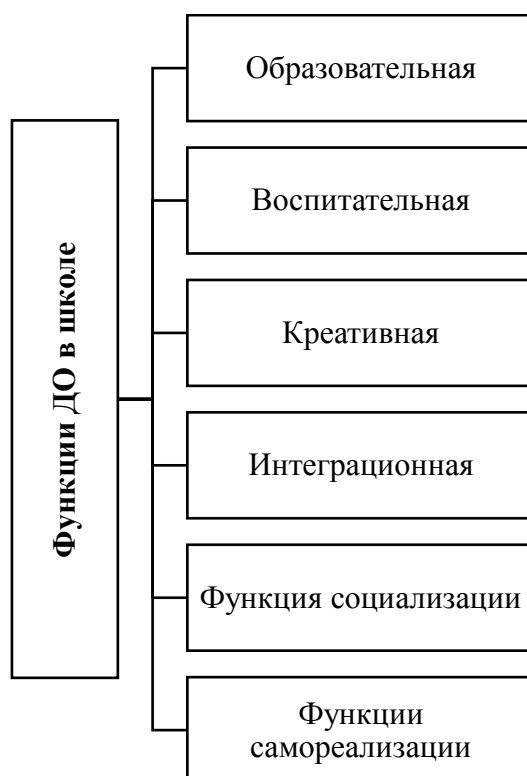 Функции ДО в школе
Образовательная
Воспитательная
Креативная
Интеграционная
Функция социализации
Функции
самореализации